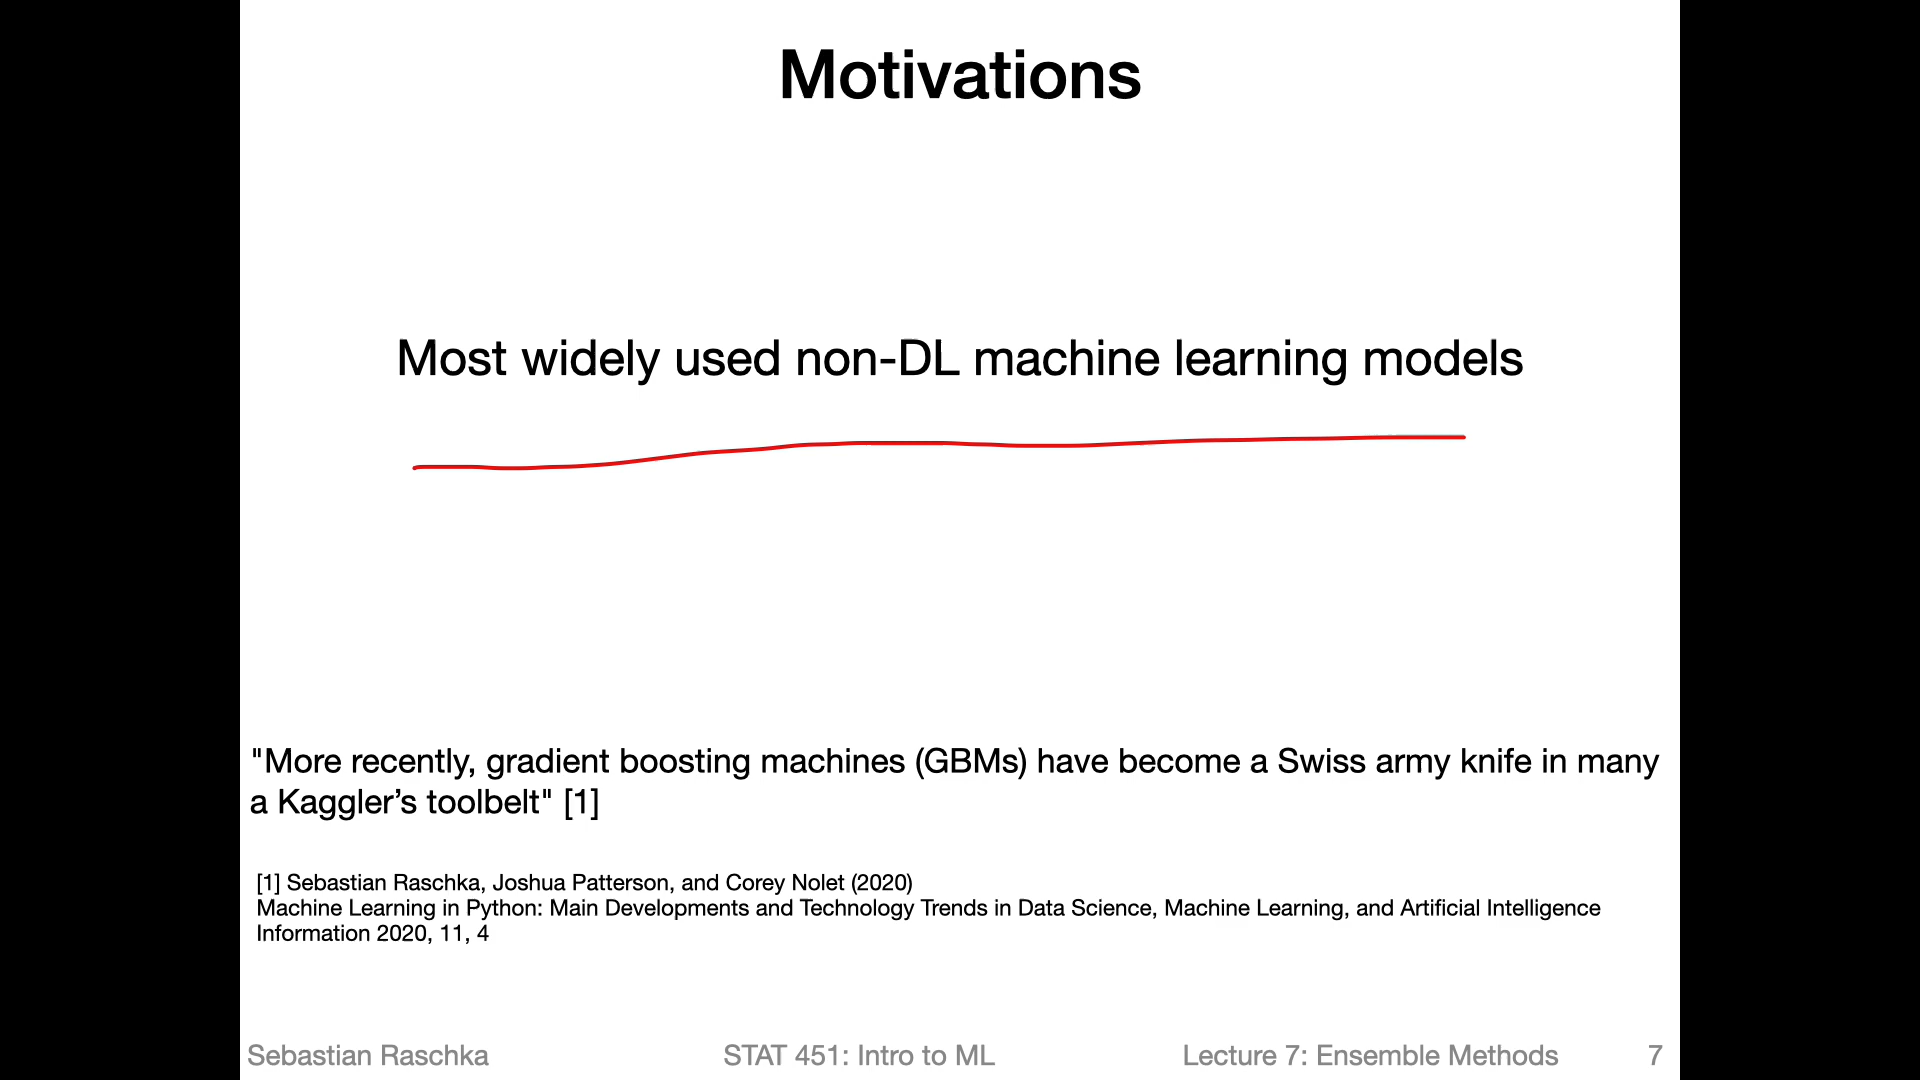 Motivations
Most widely used non-DL machine learning models
"More recently, gradient boosting machines (GBMs) have become a Swiss army knife in many
a Kaggler’s toolbelt" [1]
[1] Sebastian Raschka, Joshua Patterson, and Corey Nolet (2020)
Machine Learning in Python: Main Developments and Technology Trends in Data Science, Machine Learning, and Artificial Intelligence
Information 2020, 11, 4
Sebastian Raschka STAT 451: Intro to ML Lecture 7: Ensemble Methods 7